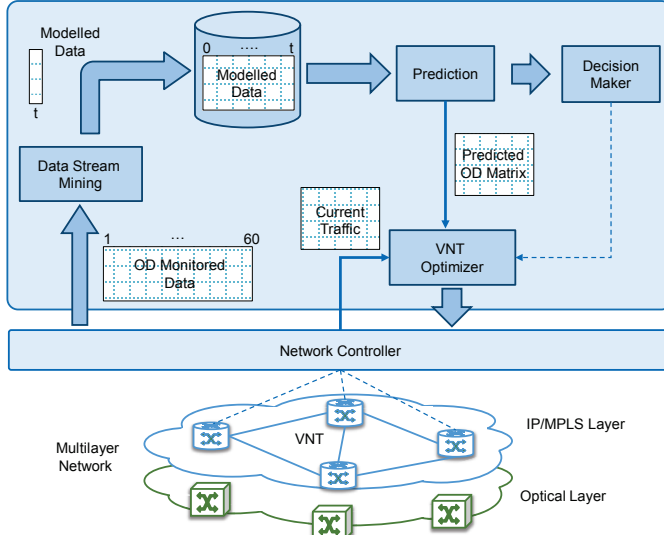 Modelled
Data
t
0 ···· t
Modelled
Data
Prediction
Decision
Maker
Data Stream
Mining
Predicted
OD Matrix
Current
Traffic
1 ··· 60
OD Monitored
Data
VNT
Optimizer
Network Controller
IP/MPLS Layer
VNT
Multilayer
Network
Optical Layer